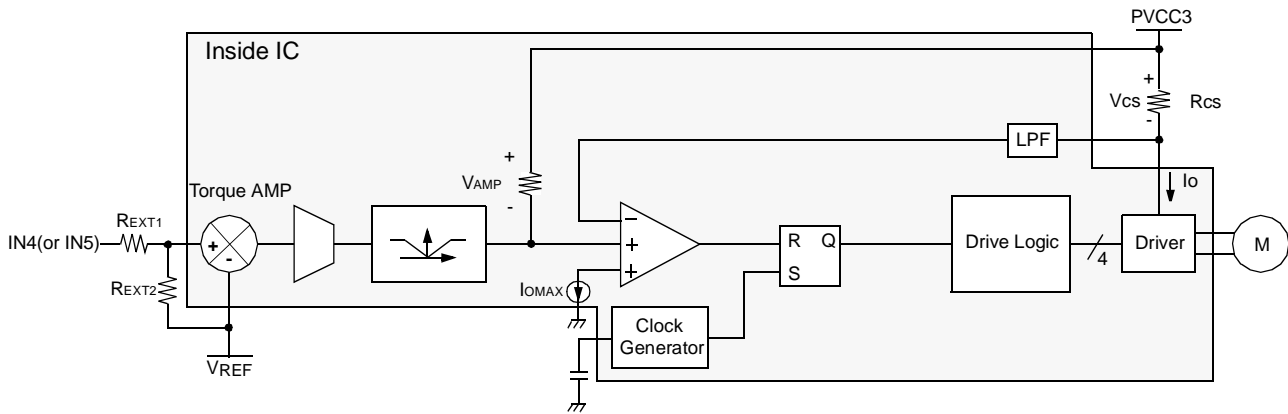 PVCC3
Inside IC
+
Vcs
Rcs
-
LPF
+
VAMP
-
Io
Torque AMP
REXT1
IN4(or IN5)
+
-
−
+
+
R Q
S
Drive Logic
4
Driver
M
REXT2
IOMAX
Clock
Generator
VREF